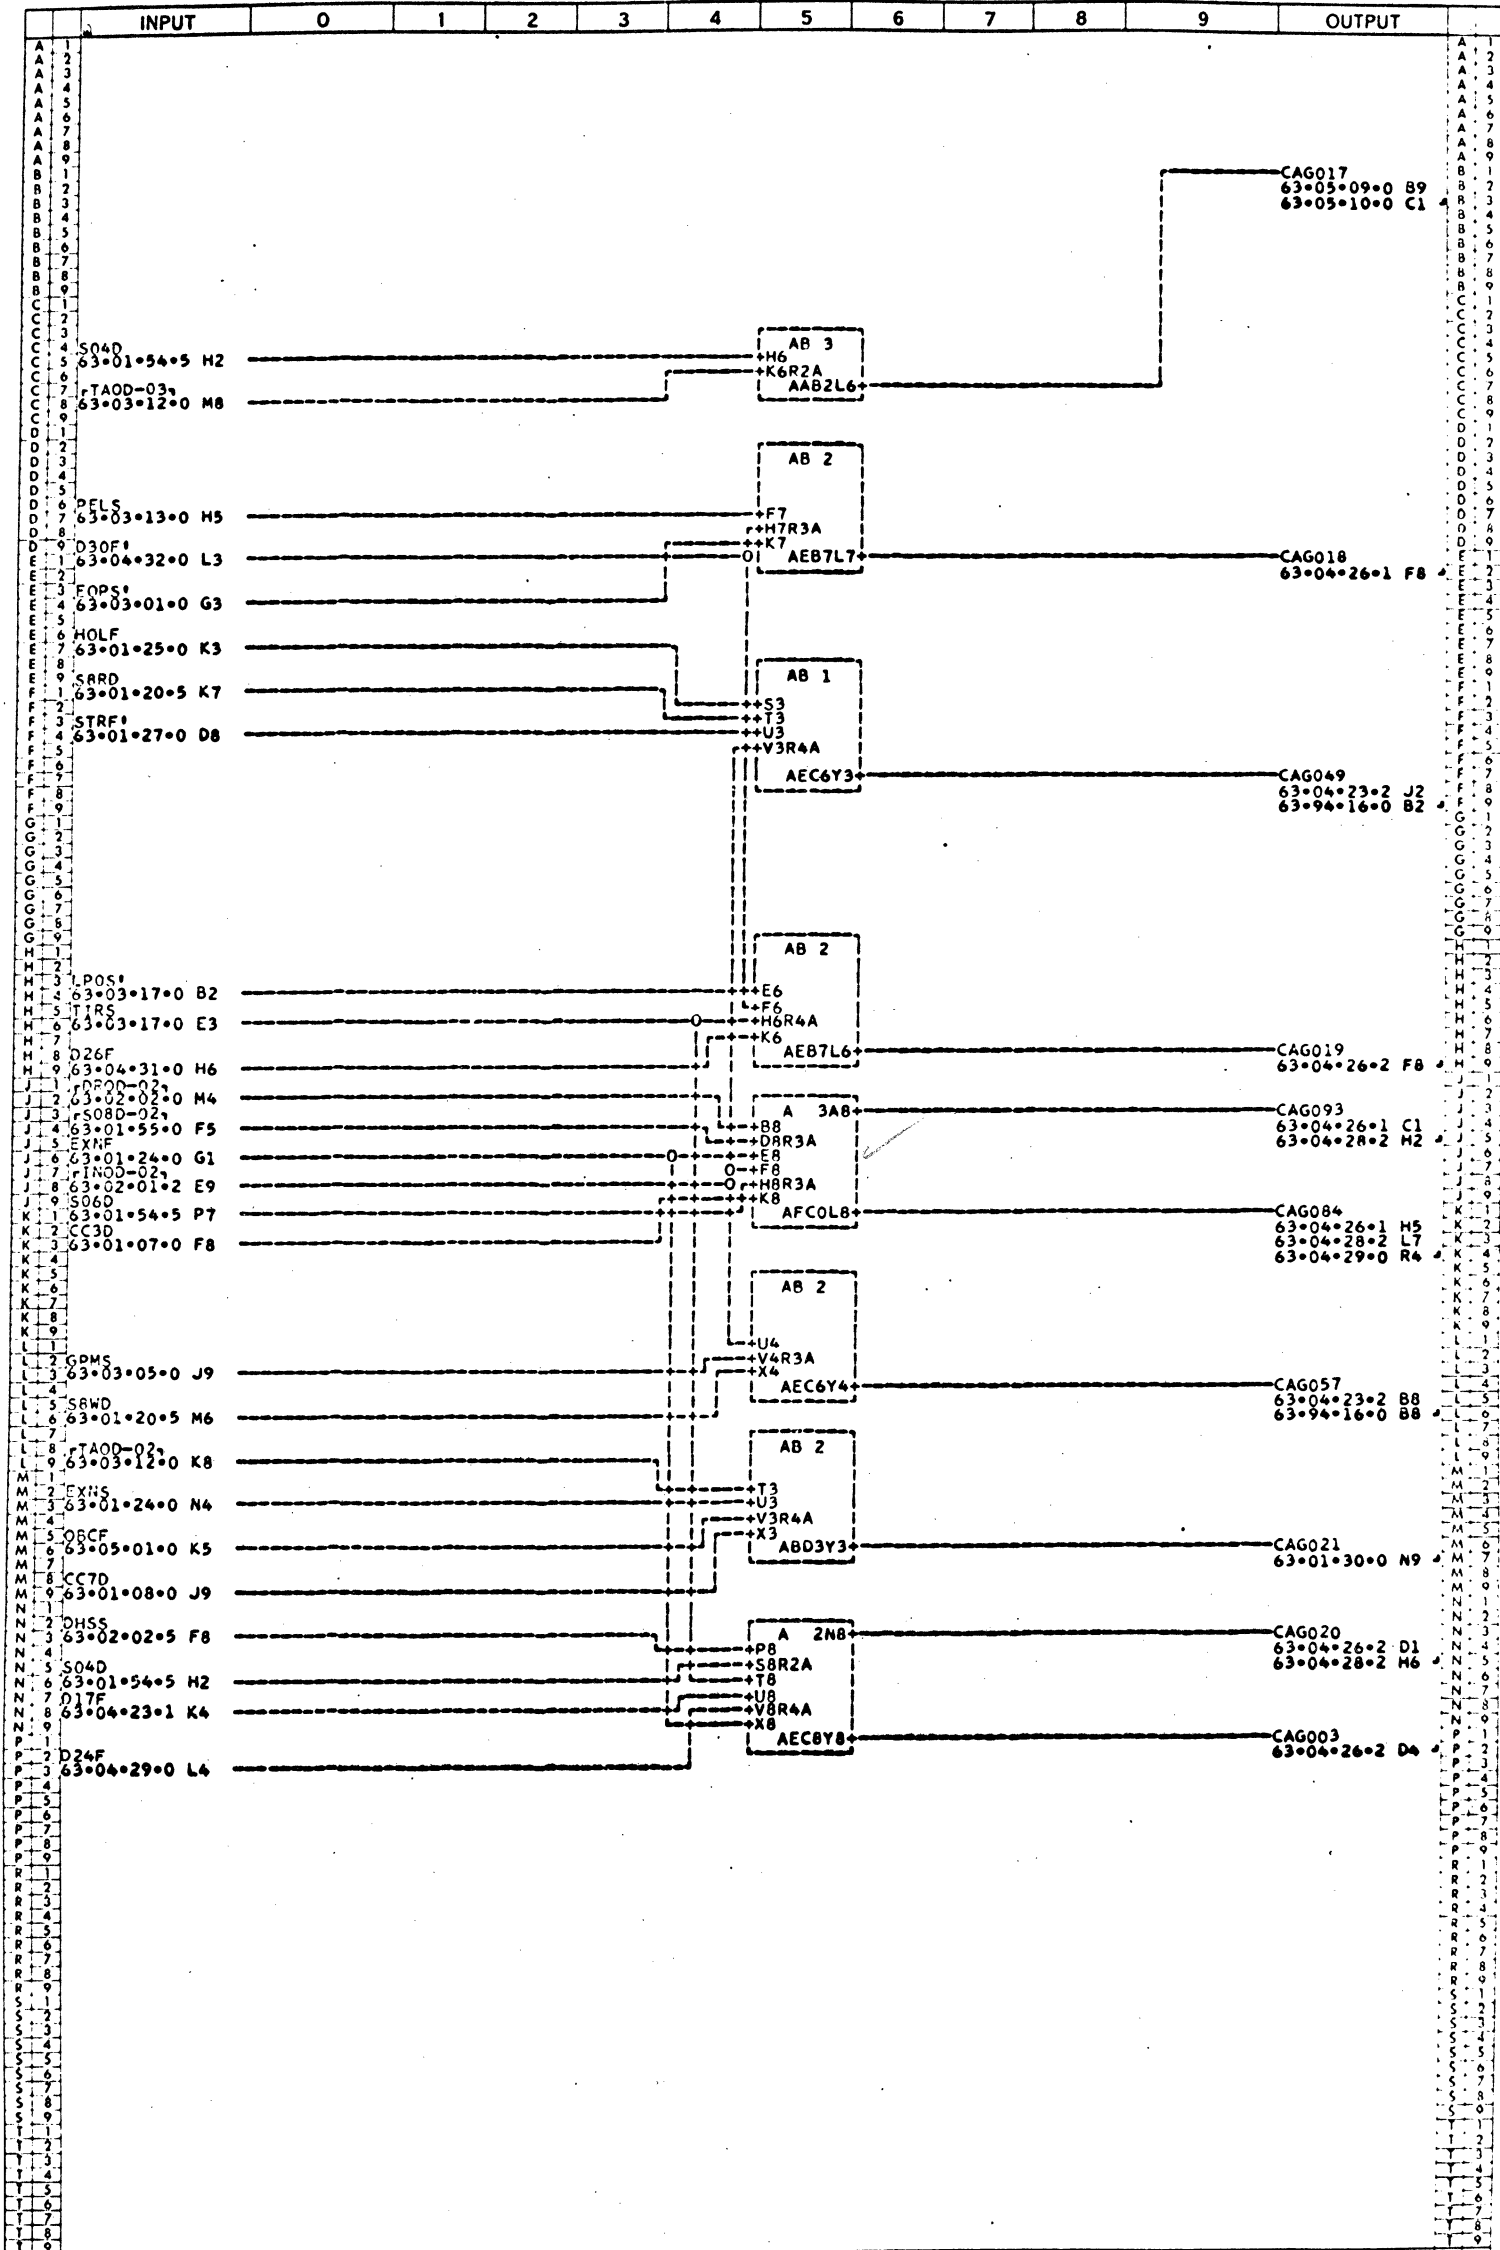 INPUT 0 1 2 3 4 5 6 7 8 9 OUTPUT
CAG017
63•05•09•0 B9
63•05•10•0 C1
AB 3
S04D
63•01•54•5 H2
H6
K6R2A
AAB2L6
TAOD-03
63•03•12•0 M8
AB 2
PELS
63•03•13•0 H5
F7
H7R3A
K7
D30F'
63•04•32•0 L3
AEB7L7
CAG018
63•04•26•1 F8
EOPS'
63•03•01•0 G3
HOLF
63•01•25•0 K3
AB 1
S8RD
63•01•20•5 K7
S3
T3
STRF'
63•01•27•0 D8
U3
V3R4A
AEC6Y3
CAG049
63•04•23•2 J2
63•94•16•0 B2
AB 2
LPOS'
63•03•17•0 B2
E6
F6
TIRS
63•03•17•0 E3
H6R4A
K6
AEB7L6
CAG019
63•04•26•2 F8
D26F
63•04•31•0 H6
DPOD-02
63•02•02•0 M4
A 3A8
CAG093
63•04•26•1 C1
63•04•28•2 H2
S08D-02
63•01•55•0 F5
B8
D8R3A
EXNF
63•01•24•0 G1
E8
F8
INOD-02
63•02•01•2 E9
H8R3A
K8
S06D
63•01•54•5 P7
AFC0L8
CAG084
63•04•26•1 H5
63•04•28•2 L7
63•04•29•0 R4
CC3D
63•01•07•0 F8
AB 2
U4
V4R3A
X4
GPMS
63•03•05•0 J9
AEC6Y4
CAG057
63•04•23•2 B8
63•94•16•0 B8
S8WD
63•01•20•5 M6
AB 2
TAOD-02
63•03•12•0 K8
T3
U3
EXNS
63•01•24•0 N4
V3R4A
X3
OBCF
63•05•01•0 K5
ABD3Y3
CAG021
63•01•30•0 N9
CC7D
63•01•08•0 J9
DHSS
63•02•02•5 F8
A 2N8
CAG020
63•04•26•2 D1
63•04•28•2 H6
P8
S8R2A
S04D
63•01•54•5 H2
T8
U8
D17F
63•04•23•1 K4
V8R4A
X8
AEC8Y8
CAG003
63•04•26•2 D4
D24F
63•04•29•0 L4